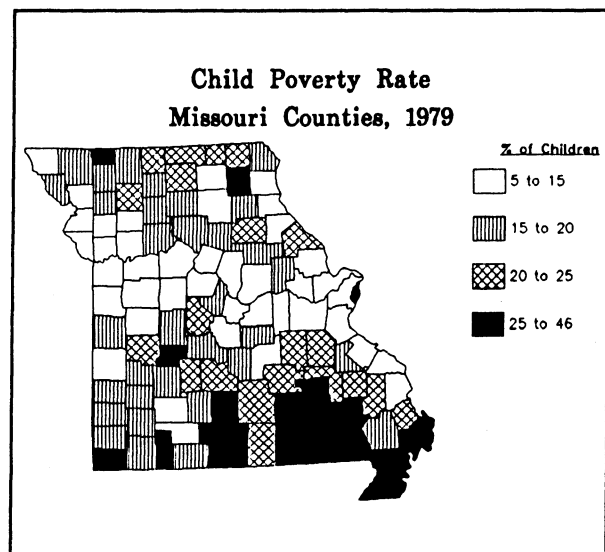 Child Poverty Rate
Missouri Counties, 1979
% of Children
5 to 15
15 to 20
20 to 25
25 to 46